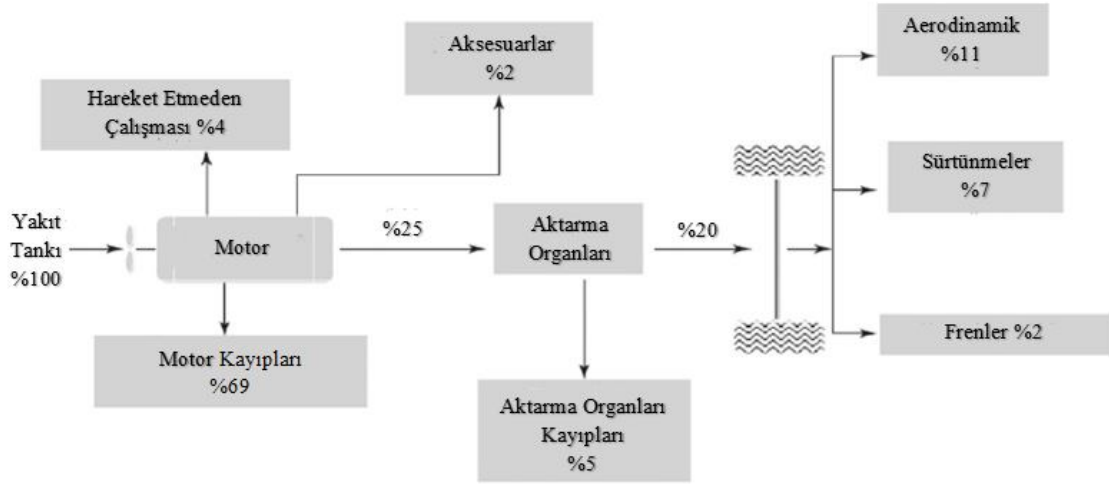 Aksesuarlar
%2
Aerodinamik
%11
Hareket Etmeden
Çalışması %4
Sürtünmeler
%7
Yakıt
Tankı
%100
Motor
%25
Aktarma
Organları
%20
Frenler %2
Motor Kayıpları
%69
Aktarma Organları
Kayıpları
%5